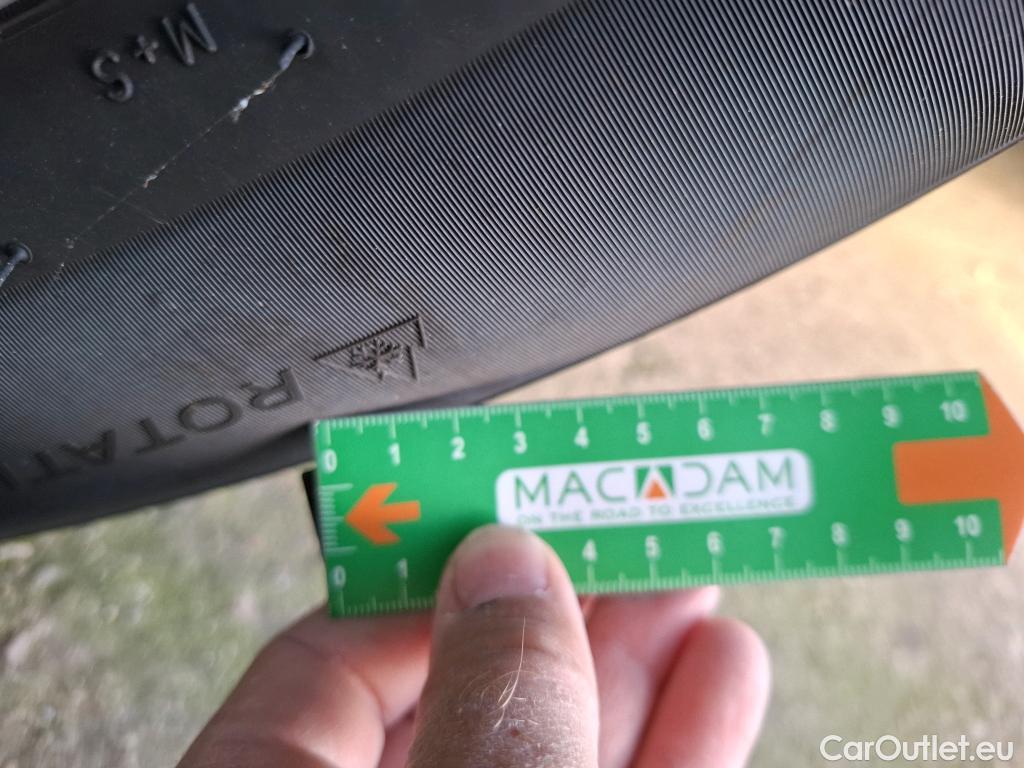 M+S
ROTATI
0 1 2 3 4 5 6 7 8 9 10
MACADAM
ON THE ROAD TO EXCELLENCE
0 1 4 5 6 7 8 9 10
CarOutlet.eu